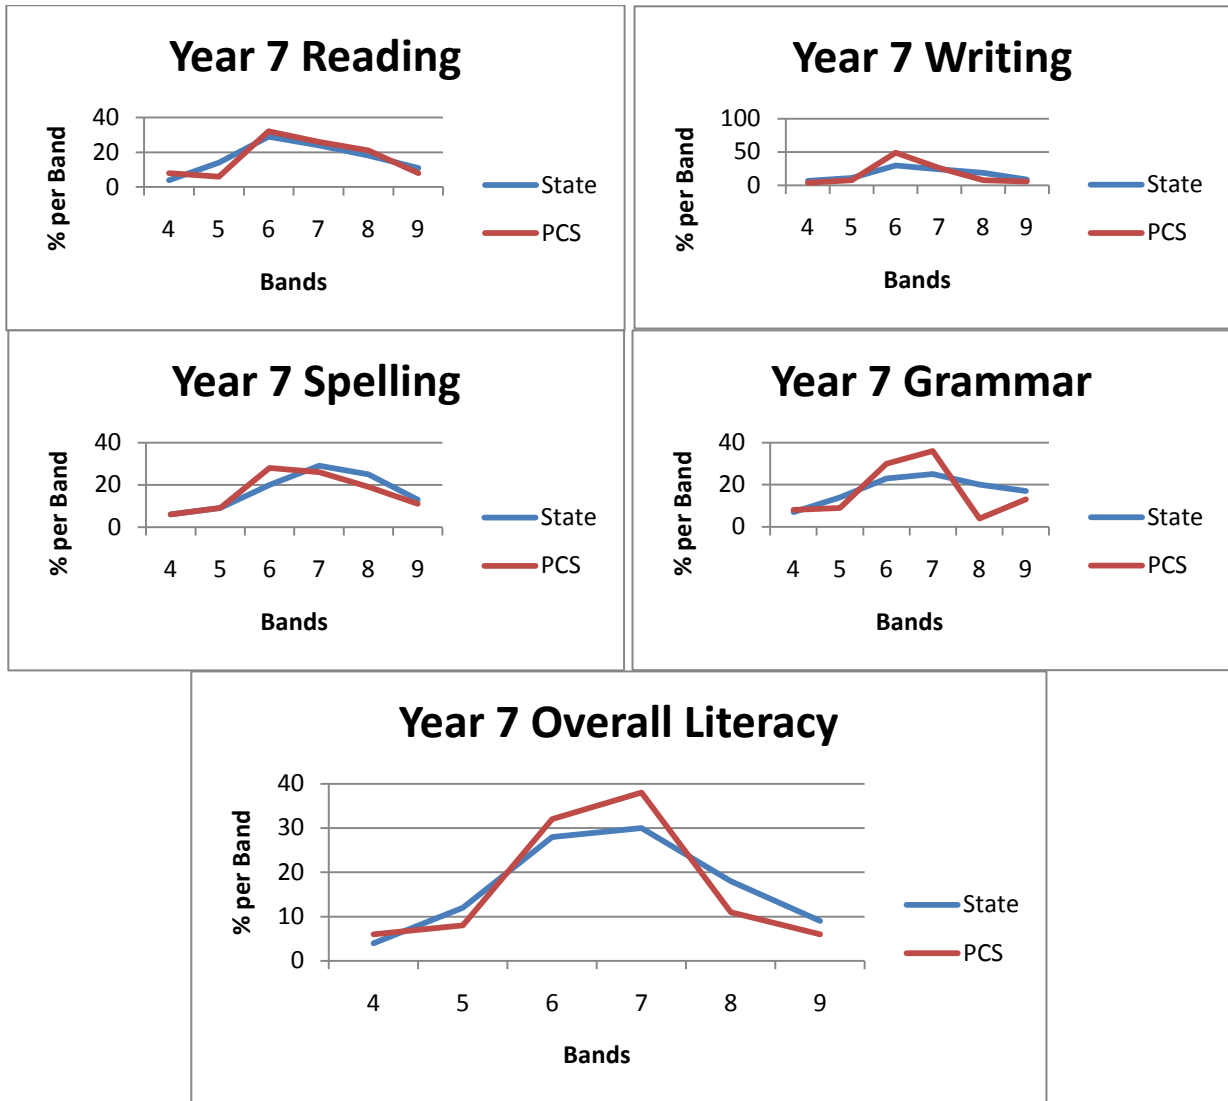 Year 7 Reading
40
20
0
% per Band
4 5 6 7 8 9
Bands
State
PCS
Year 7 Writing
100
50
0
% per Band
4 5 6 7 8 9
Bands
State
PCS
Year 7 Spelling
40
20
0
% per Band
4 5 6 7 8 9
Bands
State
PCS
Year 7 Grammar
40
20
0
% per Band
4 5 6 7 8 9
Bands
State
PCS
Year 7 Overall Literacy
40
30
20
10
0
% per Band
4 5 6 7 8 9
Bands
State
PCS